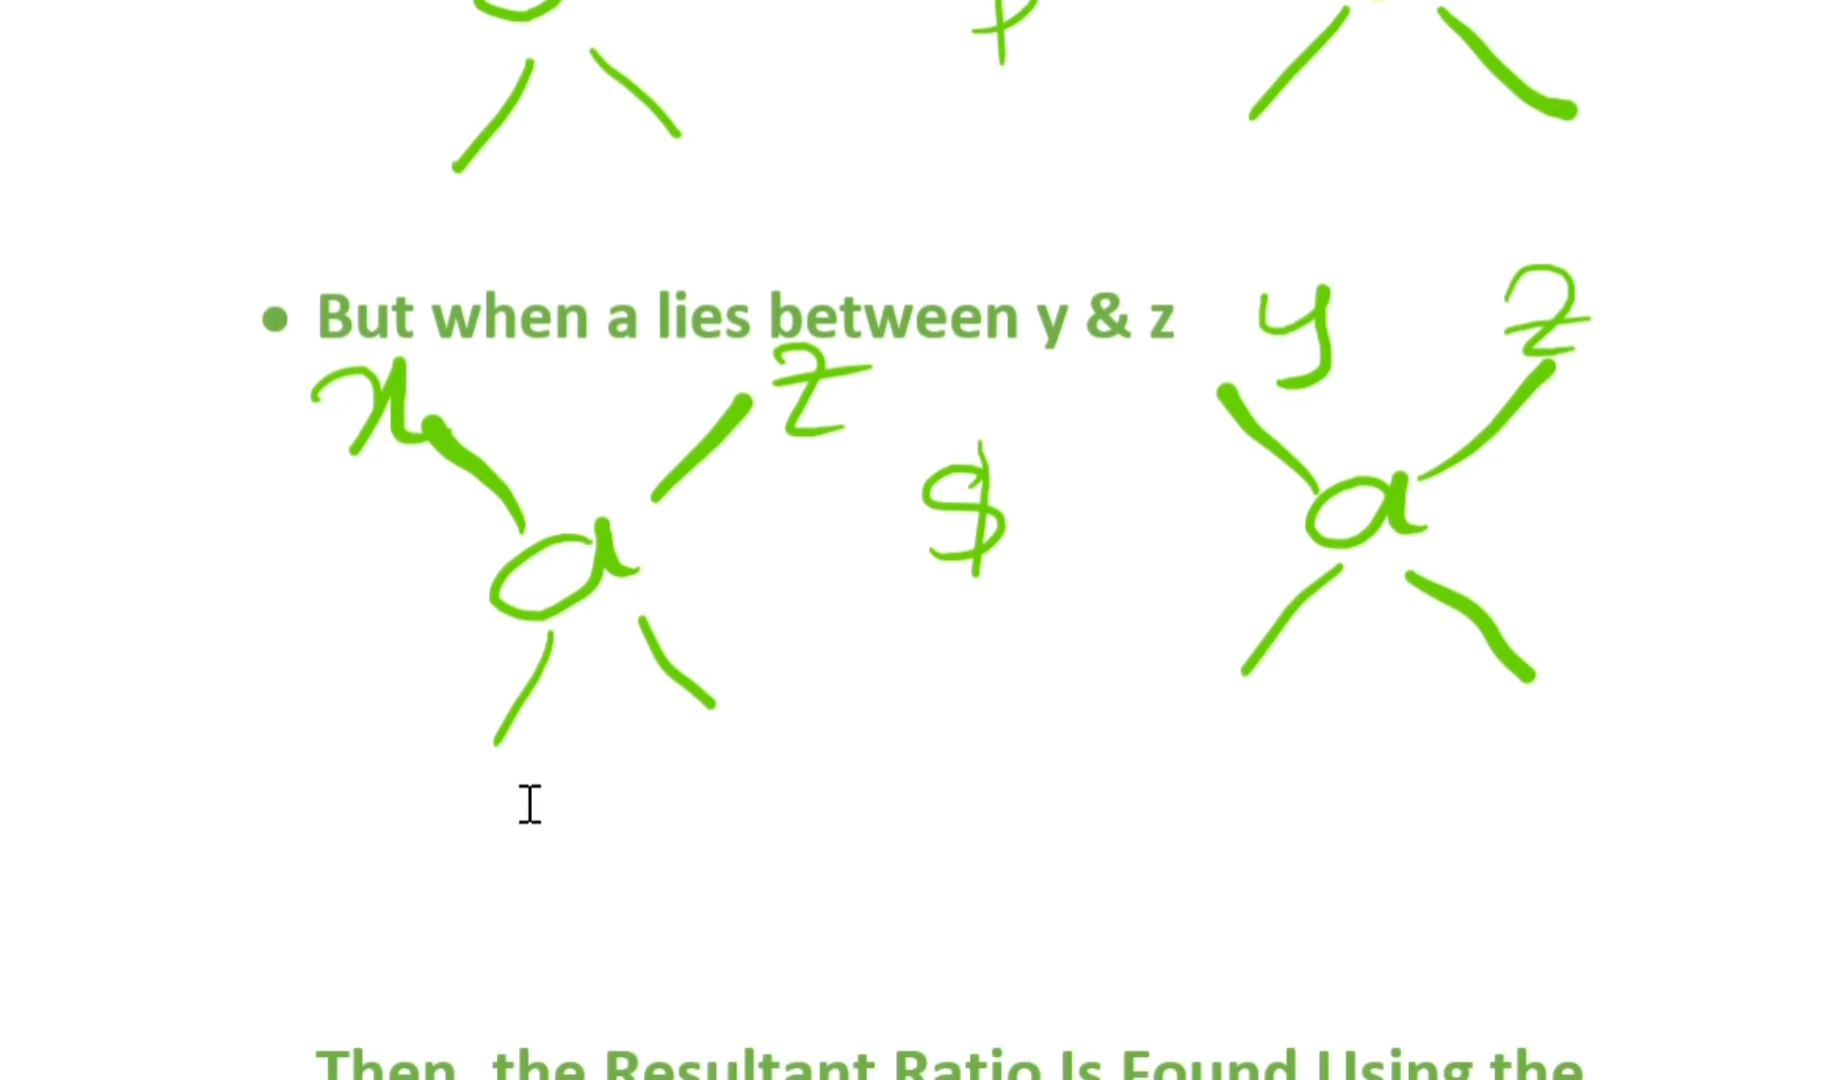 • But when a lies between y & z
y z
x z
$
a a
Then, the Resultant Ratio Is Found Using the